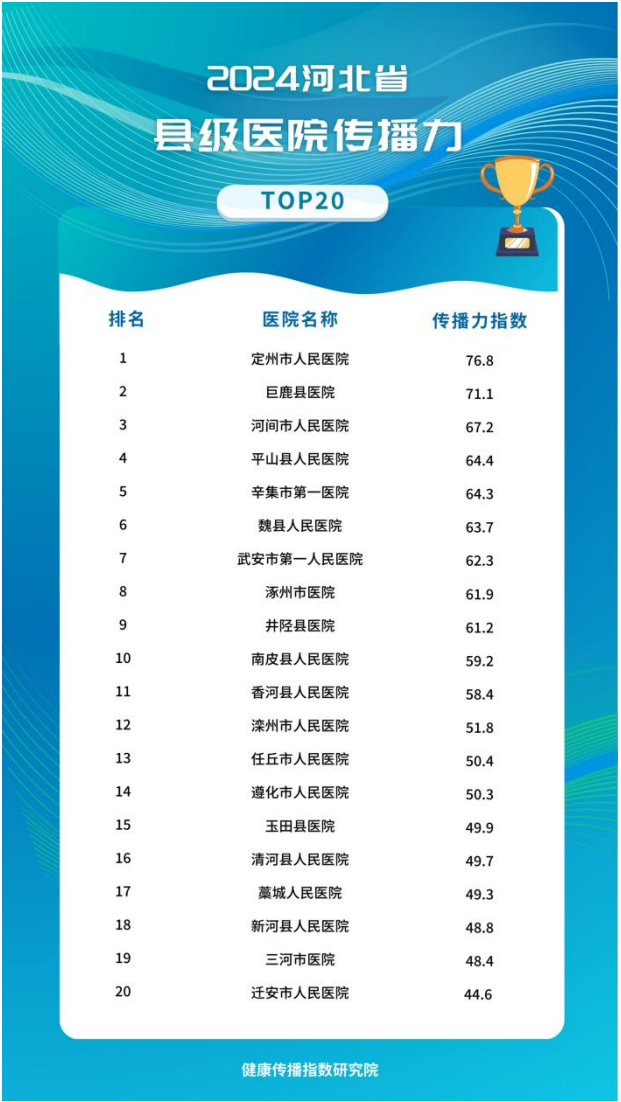 2024河北省
县级医院传播力
TOP20
排名 医院名称 传播力指数
1 定州市人民医院 76.8
2 巨鹿县医院 71.1
3 河间市人民医院 67.2
4 平山县人民医院 64.4
5 辛集市第一医院 64.3
6 魏县人民医院 63.7
7 武安市第一人民医院 62.3
8 涿州市医院 61.9
9 井陉县医院 61.2
10 南皮县人民医院 59.2
11 香河县人民医院 58.4
12 滦州市人民医院 51.8
13 任丘市人民医院 50.4
14 遵化市人民医院 50.3
15 玉田县医院 49.9
16 清河县人民医院 49.7
17 藁城人民医院 49.3
18 新河县人民医院 48.8
19 三河市医院 48.4
20 迁安市人民医院 44.6
健康传播指数研究院